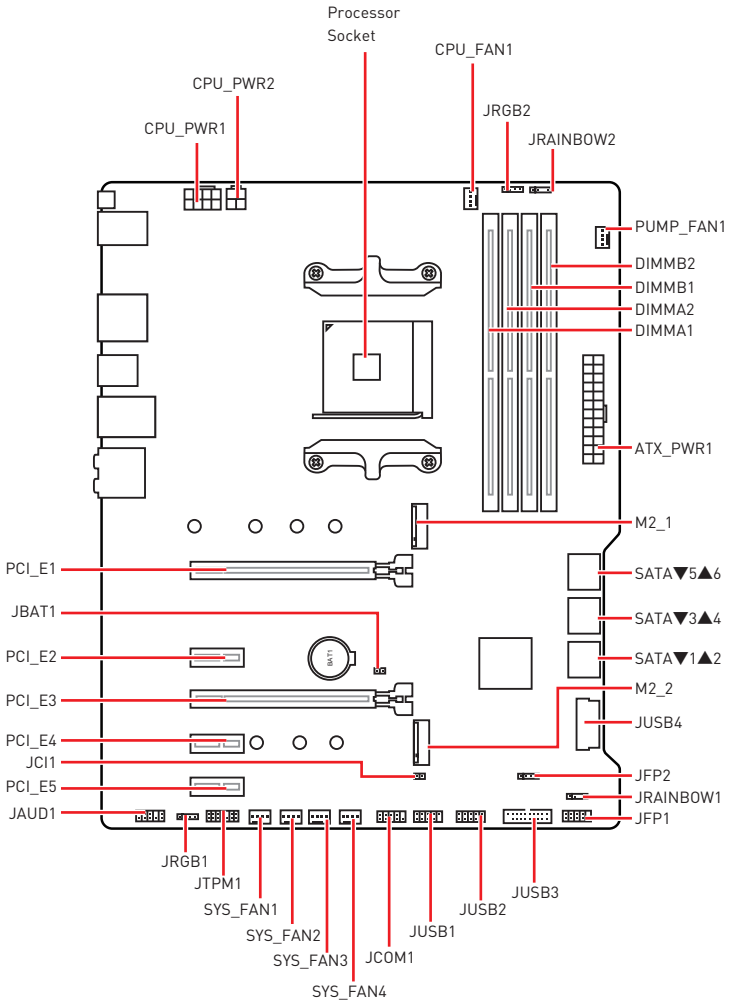 Processor
Socket
CPU_FAN1
CPU_PWR2
JRGB2
CPU_PWR1
JRAINBOW2
PUMP_FAN1
DIMMB2
DIMMB1
DIMMA2
DIMMA1
ATX_PWR1
M2_1
PCI_E1
SATA▼5▲6
JBAT1
SATA▼3▲4
PCI_E2
BAT1
SATA▼1▲2
M2_2
PCI_E3
JUSB4
PCI_E4
JCI1
JFP2
PCI_E5
JRAINBOW1
JAUD1
JFP1
JRGB1
JTPM1
JUSB3
SYS_FAN1
JUSB2
SYS_FAN2
JUSB1
SYS_FAN3
JCOM1
SYS_FAN4